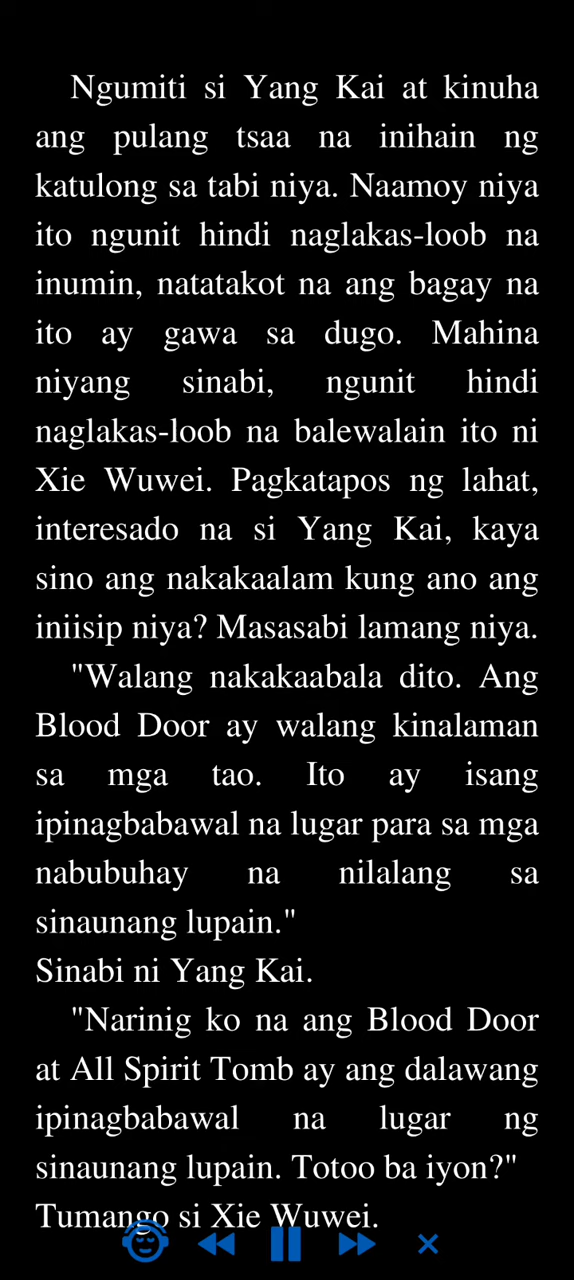 Ngumiti si Yang Kai at kinuha
ang pulang tsaa na inihain ng
katulong sa tabi niya. Naamoy niya
ito ngunit hindi naglakas-loob na
inumin, natatakot na ang bagay na
ito ay gawa sa dugo. Mahina
niyang sinabi, ngunit hindi
naglakas-loob na balewalain ito ni
Xie Wuwei. Pagkatapos ng lahat,
interesado na si Yang Kai, kaya
sino ang nakakaalam kung ano ang
iniisip niya? Masasabi lamang niya.
"Walang nakakaabala dito. Ang
Blood Door ay walang kinalaman
sa mga tao. Ito ay isang
ipinagbabawal na lugar para sa mga
nabubuhay na nilalang sa
sinaunang lupain."
Sinabi ni Yang Kai.
"Narinig ko na ang Blood Door
at All Spirit Tomb ay ang dalawang
ipinagbabawal na lugar ng
sinaunang lupain. Totoo ba iyon?"
Tumango si Xie Wuwei.